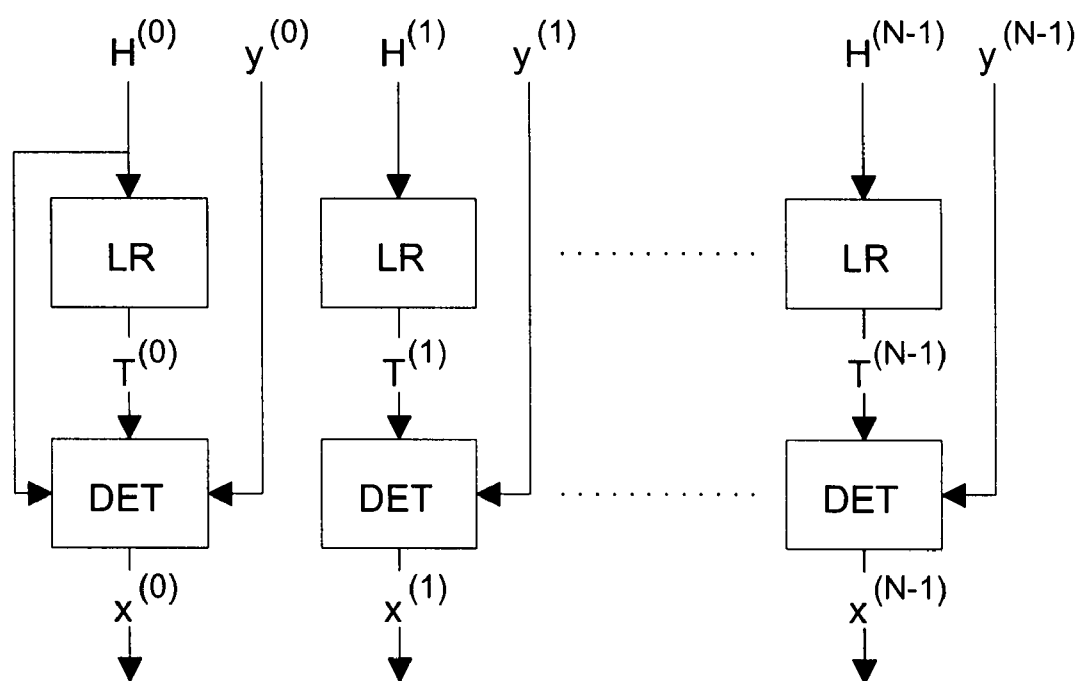 H(0) y(0) H(1) y(1) H(N-1) y(N-1)
LR LR LR
T(0) T(1) T(N-1)
DET DET DET
x(0) x(1) x(N-1)